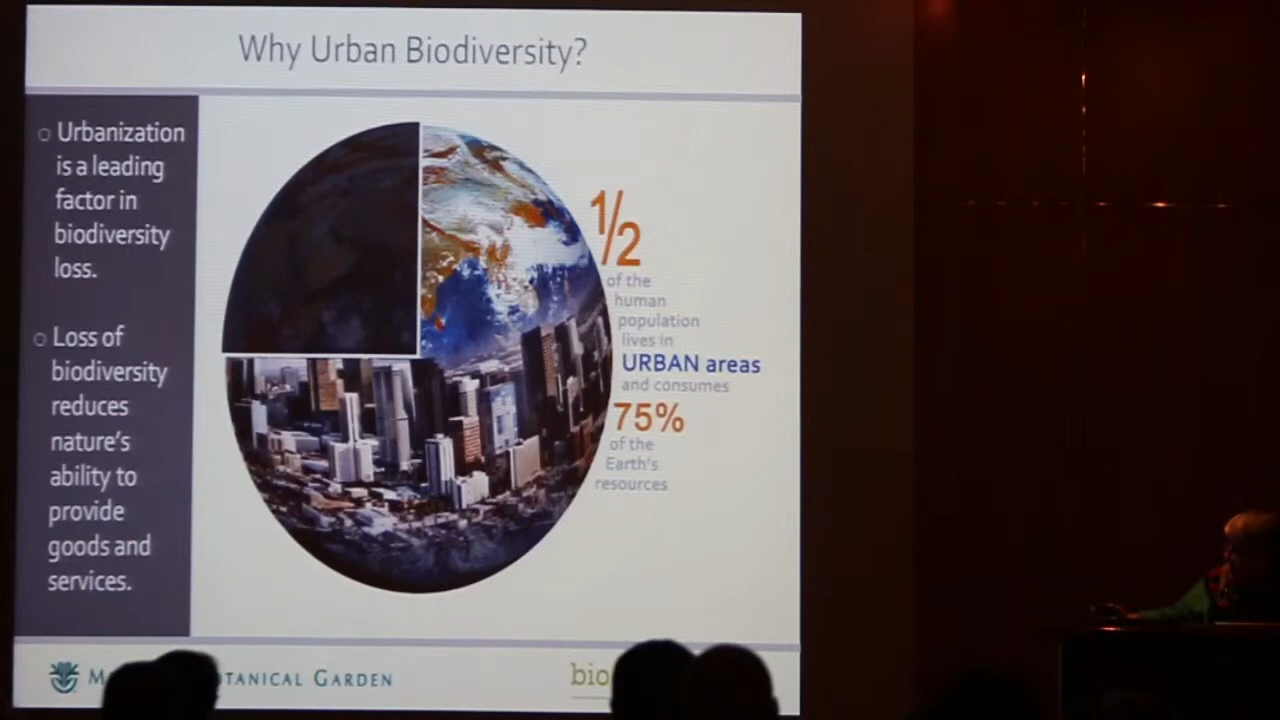 Why Urban Biodiversity?
○ Urbanization
is a leading
factor in
biodiversity
loss.
○ Loss of
biodiversity
reduces
nature's
ability to
provide
goods and
services.
1/2
of the
human
population
lives in
URBAN areas
and consumes
75%
of the
Earth's
resources
GARDEN